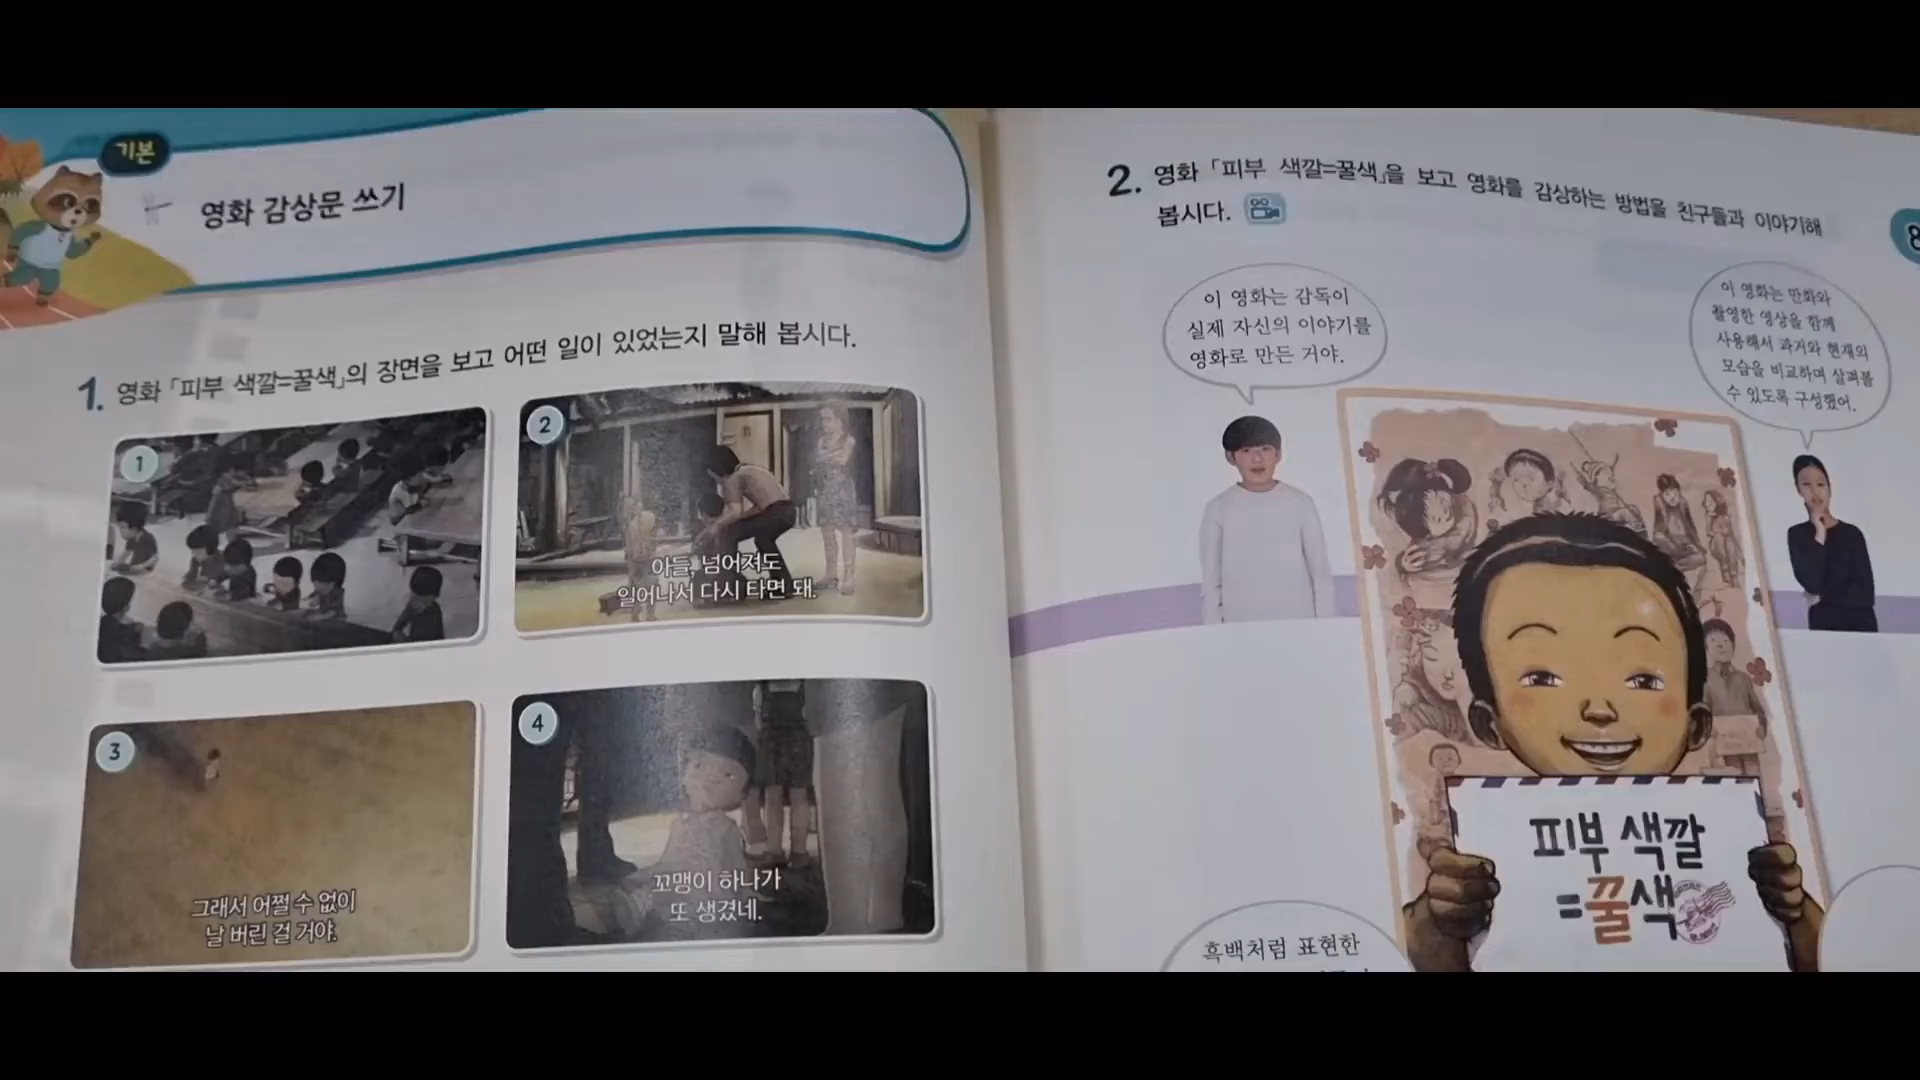 기본
영화 감상문 쓰기
1. 영화 「피부 색깔=꿀색」의 장면을 보고 어떤 일이 있었는지 말해 봅시다.
1
2
아들, 넘어져도
일어나서 다시 타면 돼.
3
그래서 어쩔 수 없이
날 버린 걸 거야.
4
꼬맹이 하나가
또 생겼네.
2. 영화 「피부 색깔=꿀색」을 보고 영화를 감상하는 방법을 친구들과 이야기해
봅시다.
8
이 영화는 감독이
실제 자신의 이야기를
영화로 만든 거야.
이 영화는 만화와
촬영한 영상을 함께
사용해서 과거와 현재의
모습을 비교하며 살펴볼
수 있도록 구성했어.
피부 색깔
=꿀색
흑백처럼 표현한